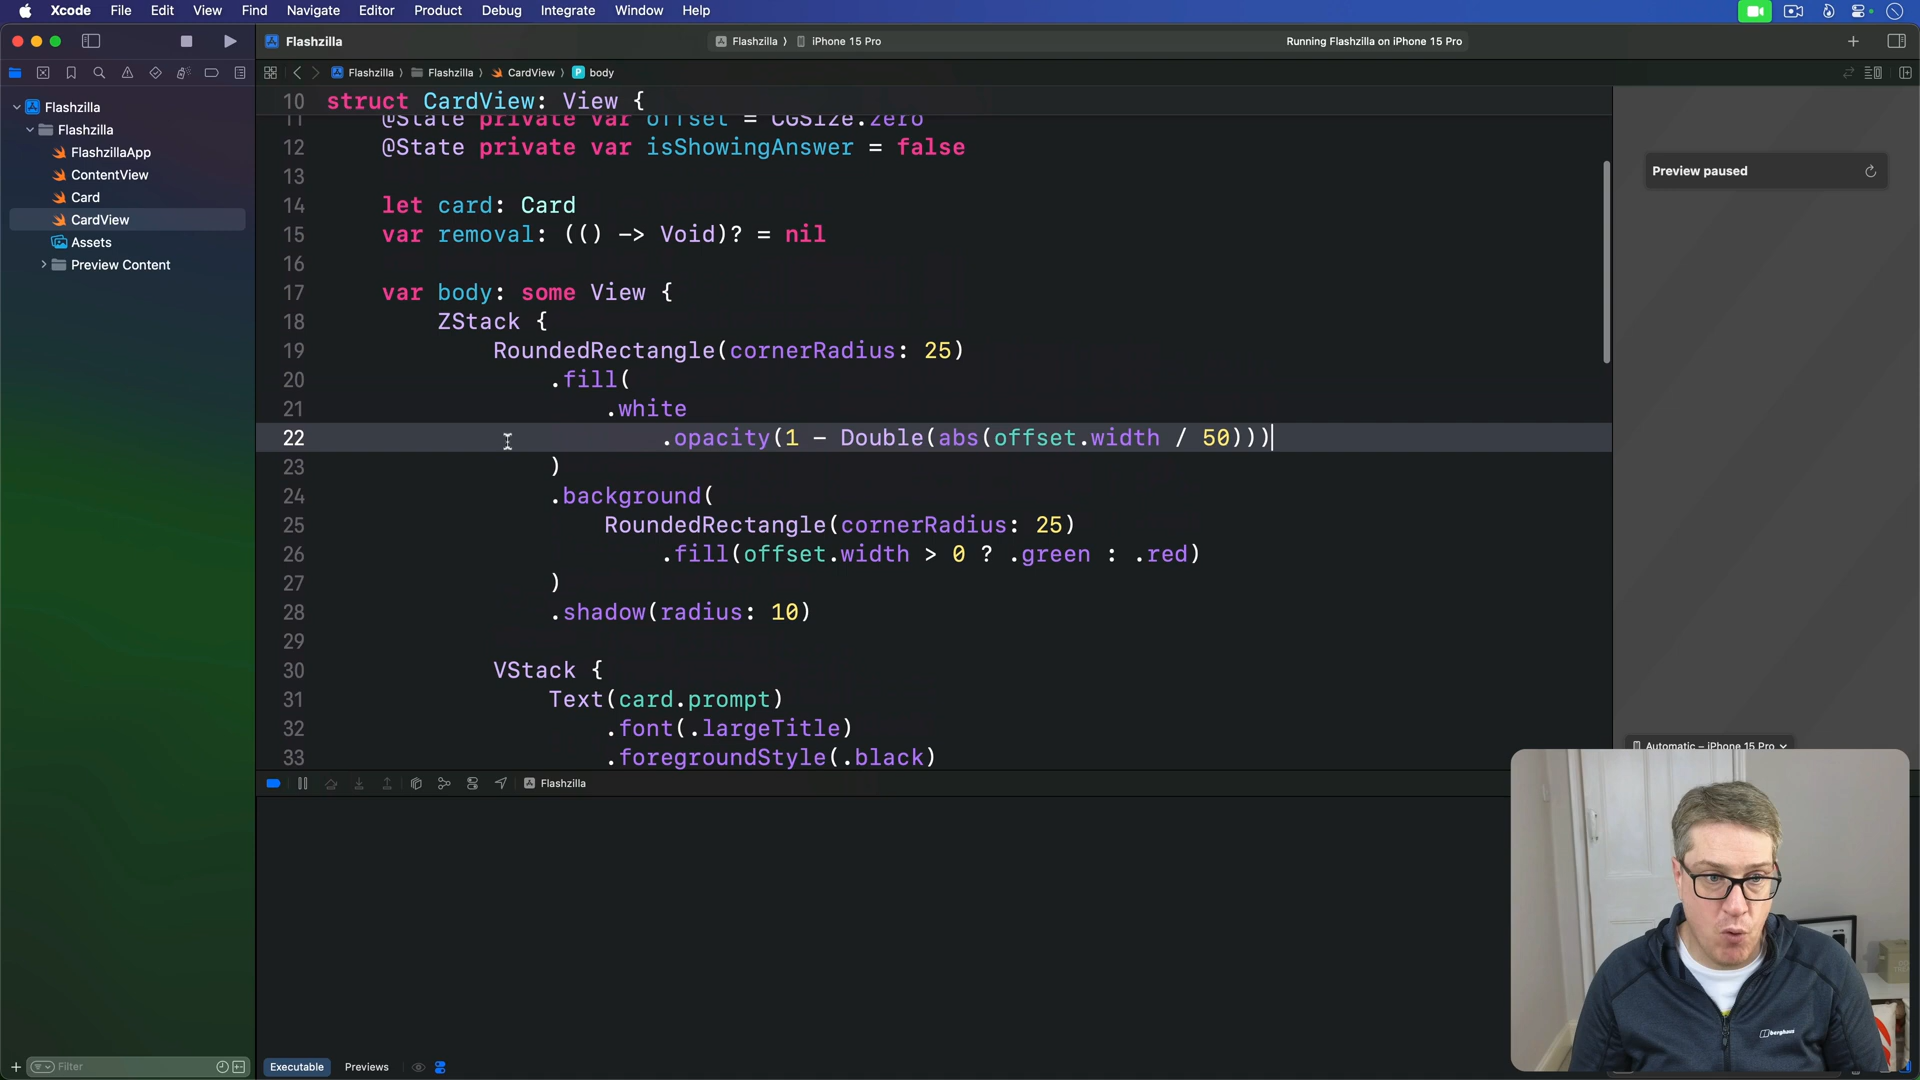 Xcode File Edit View Find Navigate Editor Product Debug Integrate Window Help
Flashzilla
Flashzilla 〉 iPhone 15 Pro
Running Flashzilla on iPhone 15 Pro
Flashzilla 〉 Flashzilla 〉 CardView 〉 P body
Flashzilla
Flashzilla
FlashzillaApp
ContentView
Card
CardView
Assets
Preview Content
Filter
10 struct CardView: View {
11 @State private var offset = CGSize.zero
12 @State private var isShowingAnswer = false
13
14 let card: Card
15 var removal: (() -> Void)? = nil
16
17 var body: some View {
18 ZStack {
19 RoundedRectangle(cornerRadius: 25)
20 .fill(
21 .white
22 .opacity(1 - Double(abs(offset.width / 50)))
23 )
24 .background(
25 RoundedRectangle(cornerRadius: 25)
26 .fill(offset.width > 0 ? .green : .red)
27 )
28 .shadow(radius: 10)
29
30 VStack {
31 Text(card.prompt)
32 .font(.largeTitle)
33 .foregroundStyle(.black)
Preview paused
Automatic – iPhone 15 Pro
Flashzilla
Executable Previews
berghaus